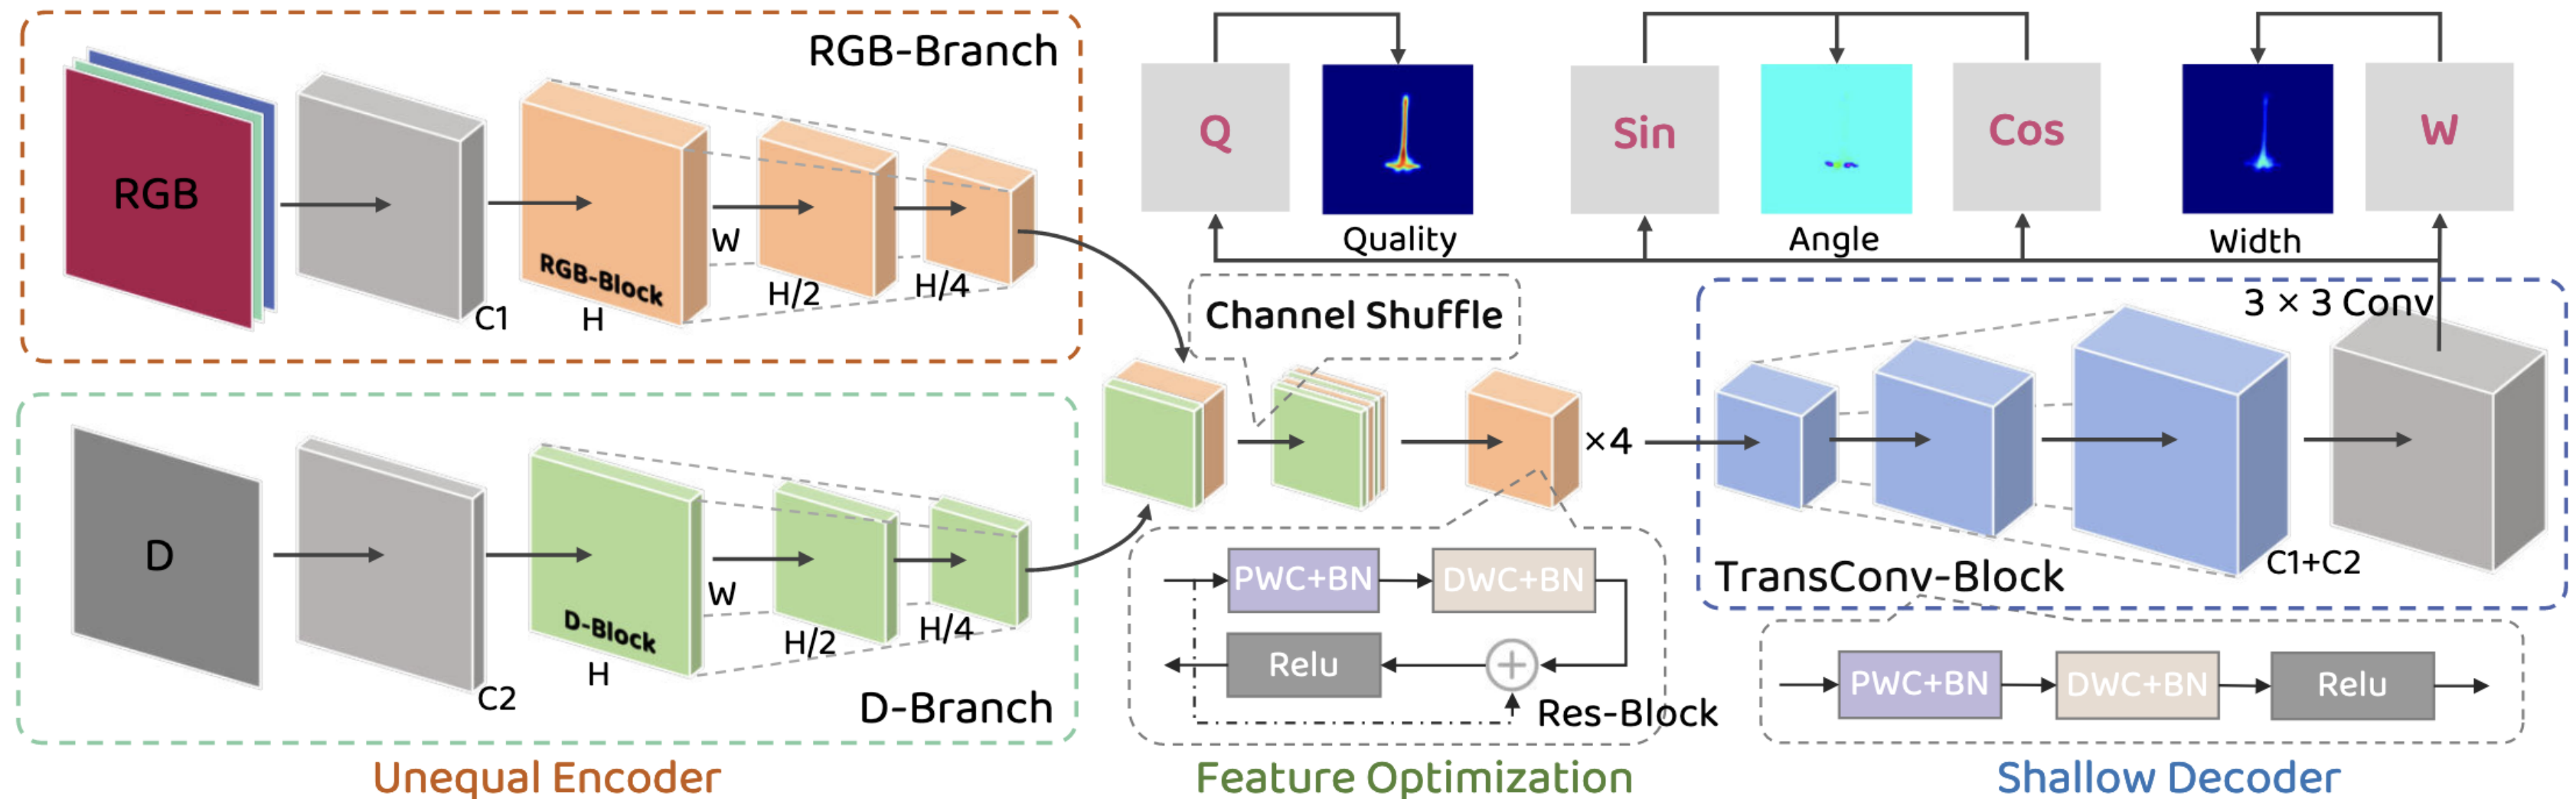 RGB-Branch
RGB
C1
RGB-Block
H
W
H/2
H/4
D
C2
D-Block
H
W
H/2
H/4
D-Branch
Unequal Encoder
Q
Quality
Sin
Angle
Cos
Width
W
Channel Shuffle
×4
PWC+BN
DWC+BN
Relu
Res-Block
Feature Optimization
3 × 3 Conv
C1+C2
TransConv-Block
PWC+BN
DWC+BN
Relu
Shallow Decoder